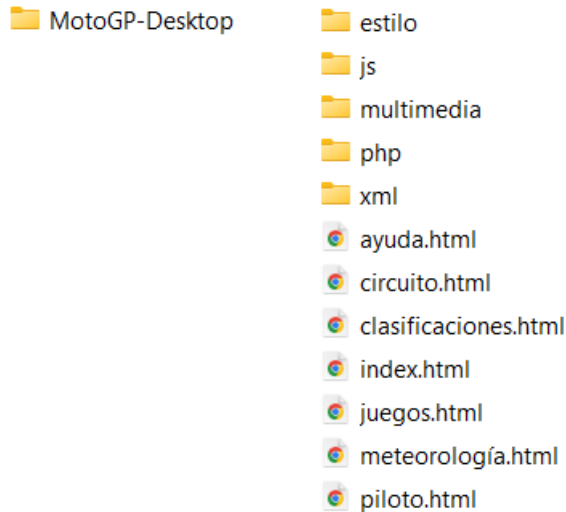 MotoGP-Desktop
estilo
js
multimedia
php
xml
ayuda.html
circuito.html
clasificaciones.html
index.html
juegos.html
meteorología.html
piloto.html